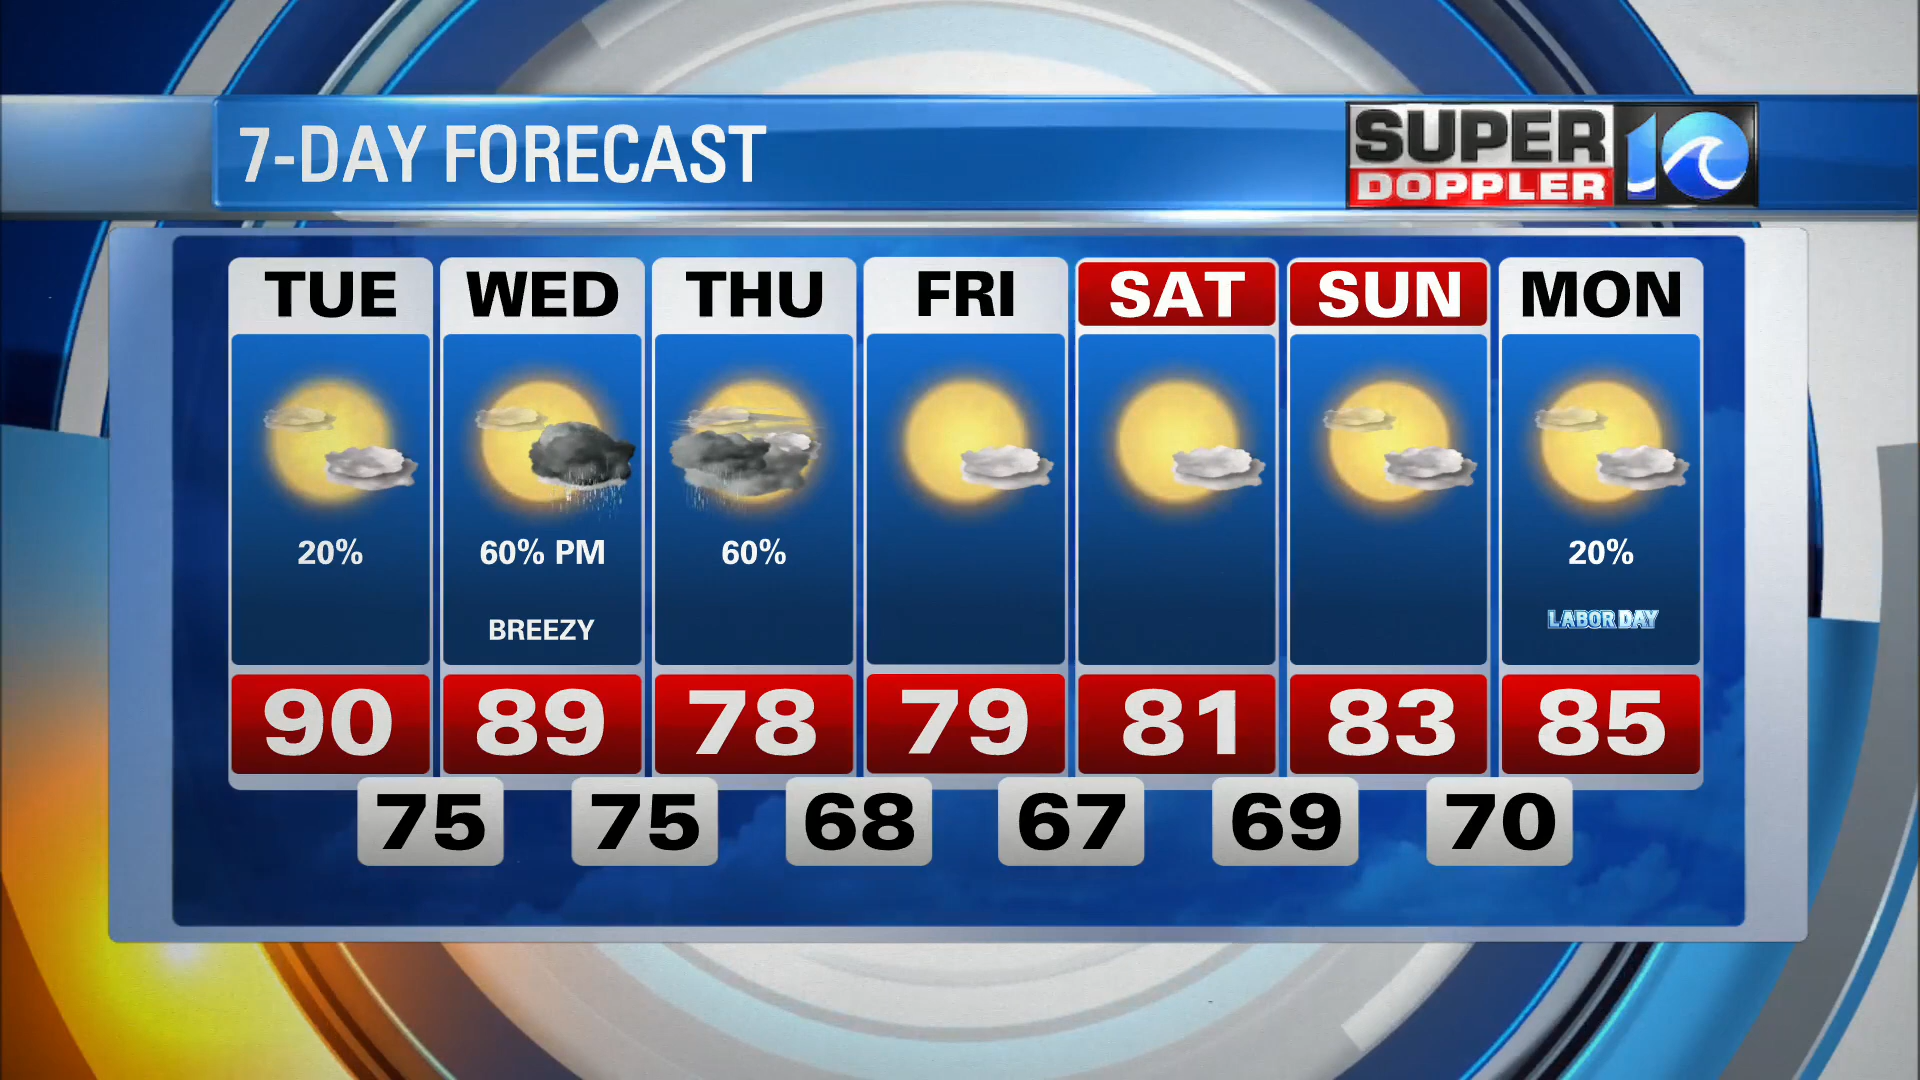 7-DAY FORECAST
SUPER
DOPPLER
10
TUE WED THU FRI SAT SUN MON
20% 60% PM 60% 20%
BREEZY LABOR DAY
90 89 78 79 81 83 85
75 75 68 67 69 70